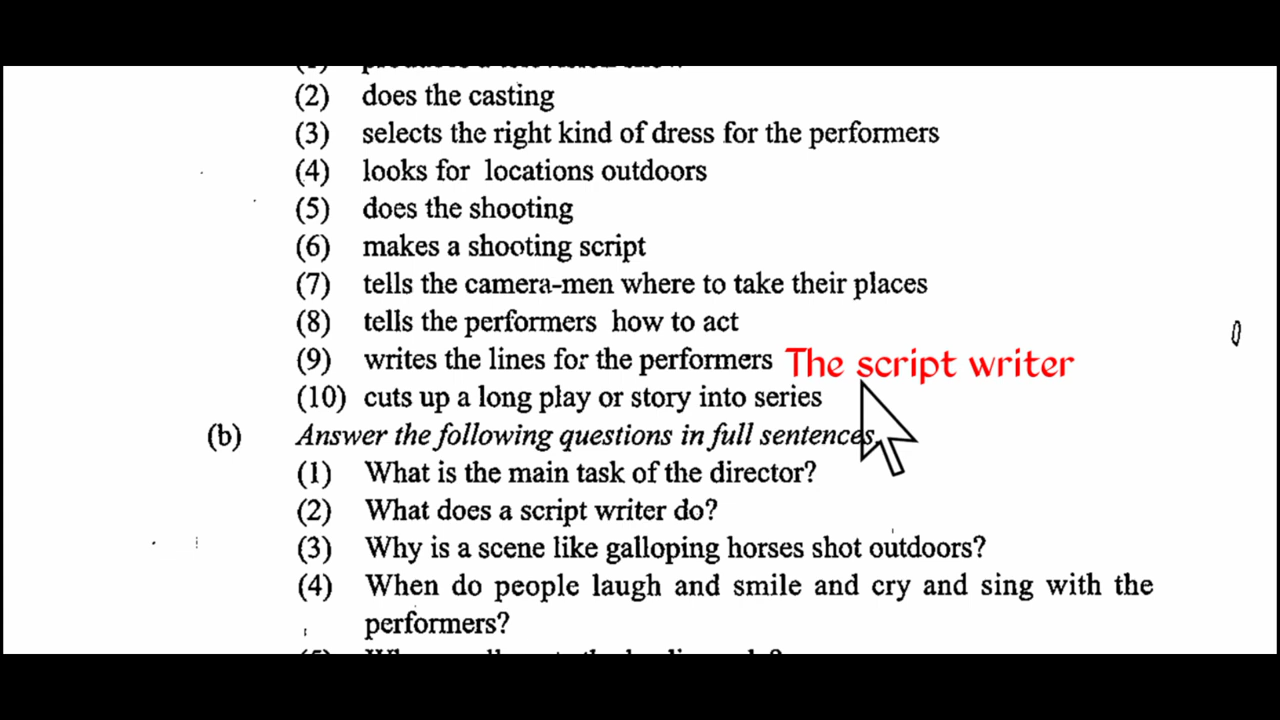 (2) does the casting
(3) selects the right kind of dress for the performers
(4) looks for locations outdoors
(5) does the shooting
(6) makes a shooting script
(7) tells the camera-men where to take their places
(8) tells the performers how to act
(9) writes the lines for the performers The script writer
(10) cuts up a long play or story into series
(b) Answer the following questions in full sentences
(1) What is the main task of the director?
(2) What does a script writer do?
(3) Why is a scene like galloping horses shot outdoors?
(4) When do people laugh and smile and cry and sing with the
performers?